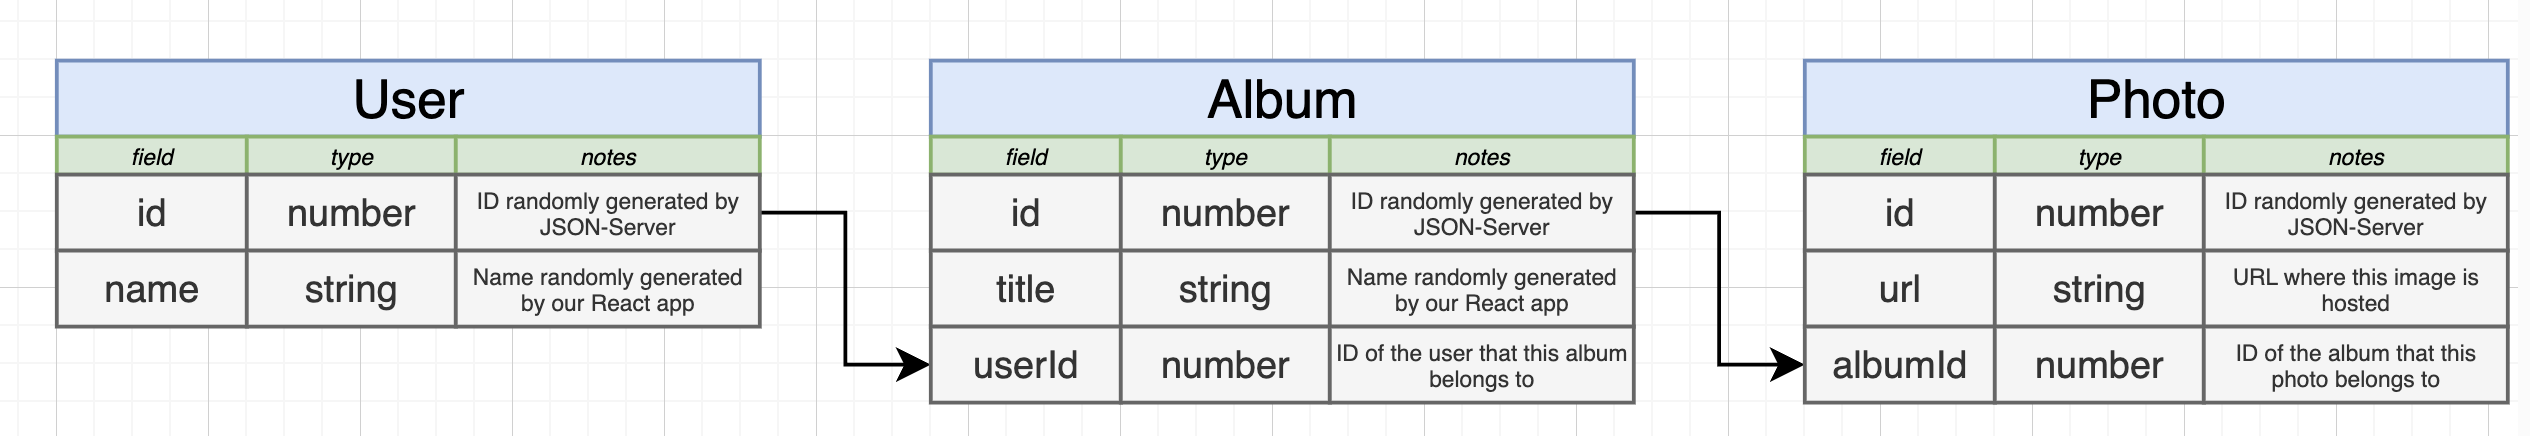 User
field type notes
id number ID randomly generated by
JSON-Server
name string Name randomly generated
by our React app
Album
field type notes
id number ID randomly generated by
JSON-Server
title string Name randomly generated
by our React app
userId number ID of the user that this album
belongs to
Photo
field type notes
id number ID randomly generated by
JSON-Server
url string URL where this image is
hosted
albumId number ID of the album that this
photo belongs to